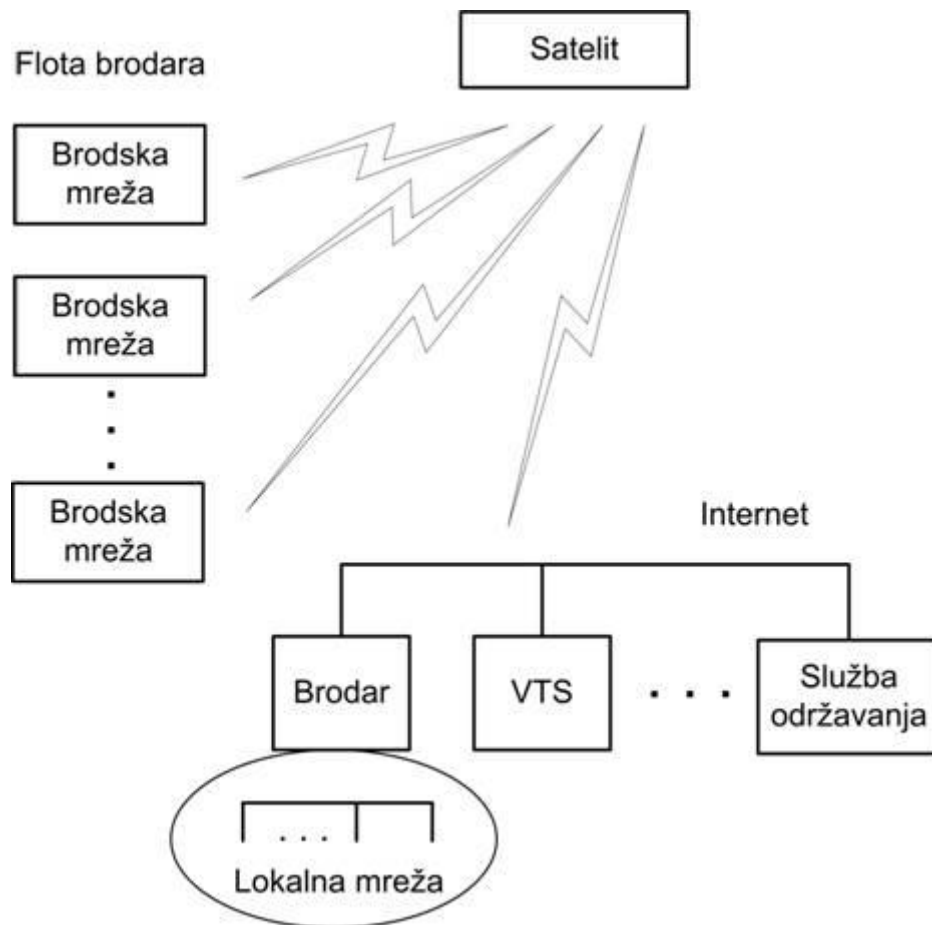 Satelit
Flota brodara
Brodska
mreža
Brodska
mreža
Brodska
mreža
Internet
Brodar
VTS
Služba
održavanja
Lokalna mreža